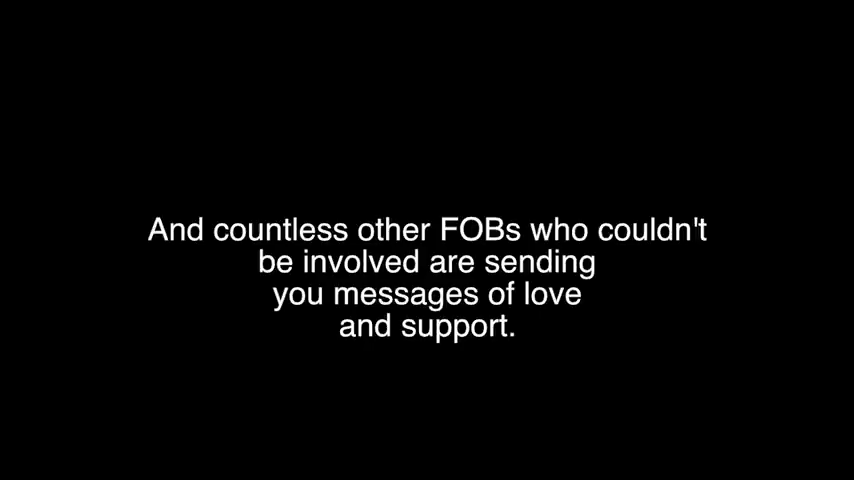 And countless other FOBs who couldn't
be involved are sending
you messages of love
and support.